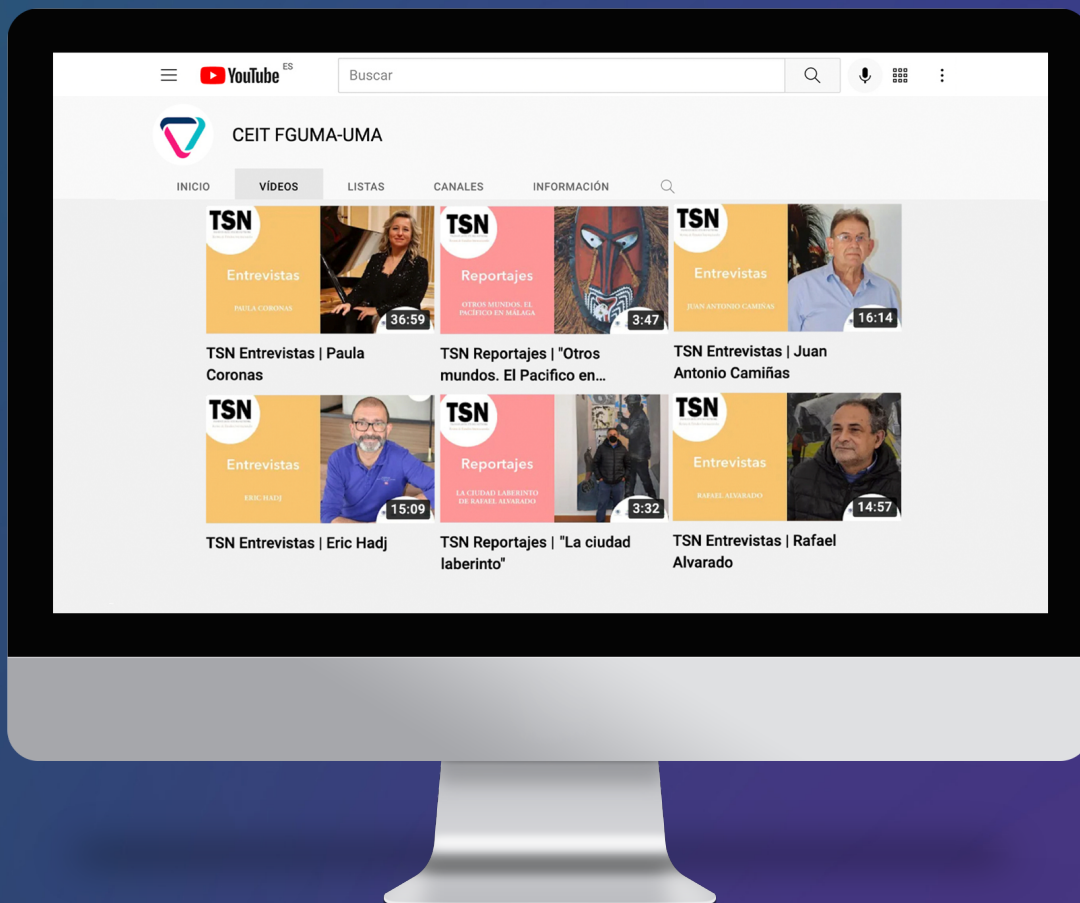 YouTube ES
Buscar
CEIT FGUMA-UMA
INICIO
VÍDEOS
LISTAS
CANALES
INFORMACIÓN
TSN
Entrevistas
PAULA CORONAS
36:59
TSN Entrevistas | Paula
Coronas
TSN
Reportajes
OTROS MUNDOS. EL
PACÍFICO EN MÁLAGA
3:47
TSN Reportajes | "Otros
mundos. El Pacifico en...
TSN
Entrevistas
JUAN ANTONIO CAMIÑAS
16:14
TSN Entrevistas | Juan
Antonio Camiñas
TSN
Entrevistas
ERIC HADJ
15:09
TSN Entrevistas | Eric Hadj
TSN
Reportajes
LA CIUDAD LABERINTO
DE RAFAEL ALVARADO
3:32
TSN Reportajes | "La ciudad
laberinto"
TSN
Entrevistas
RAFAEL ALVARADO
14:57
TSN Entrevistas | Rafael
Alvarado